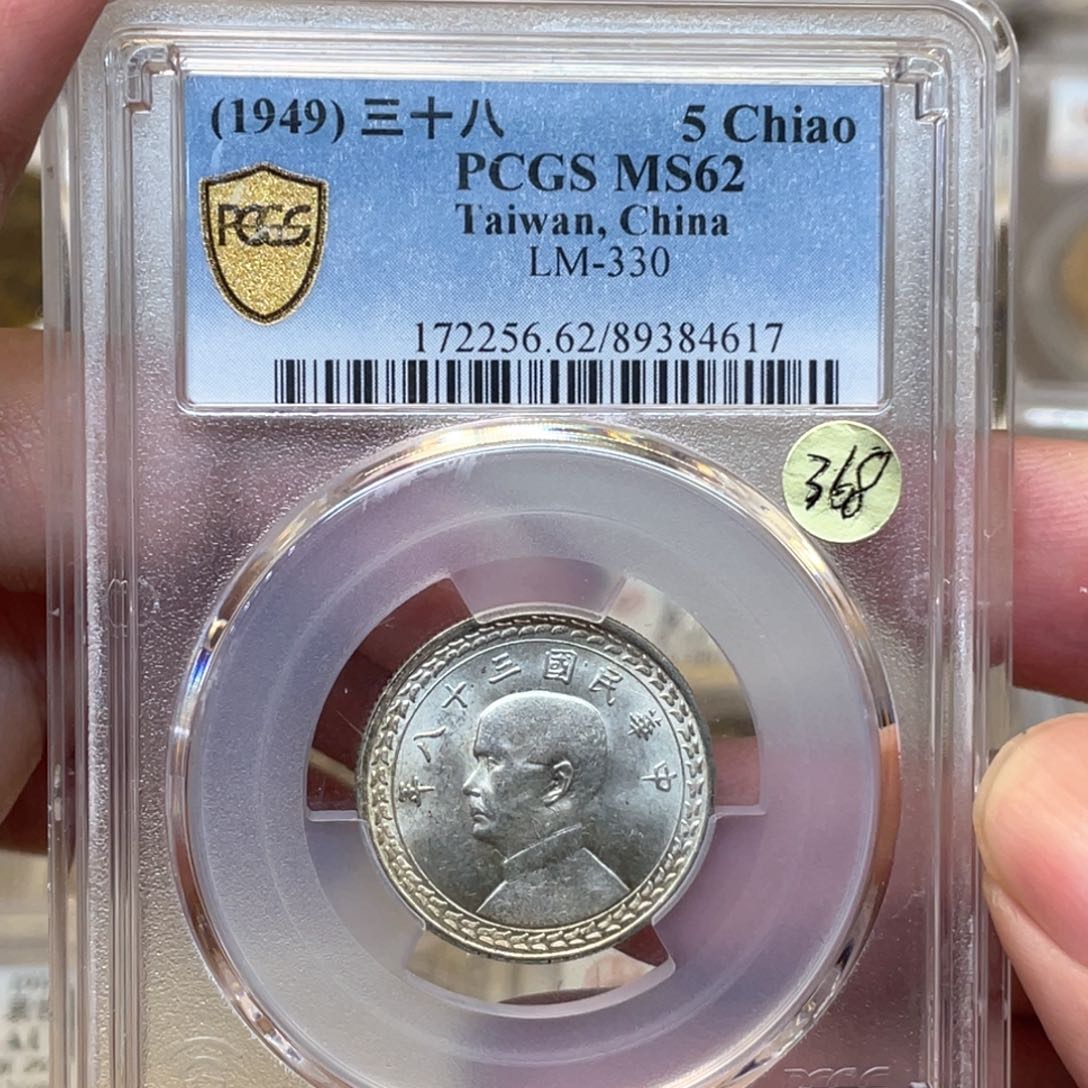 (1949) 三十八 5 Chiao
PCGS MS62
PCGS
Taiwan, China
LM-330
172256.62/89384617
368
中華民國三十八年
PCGS